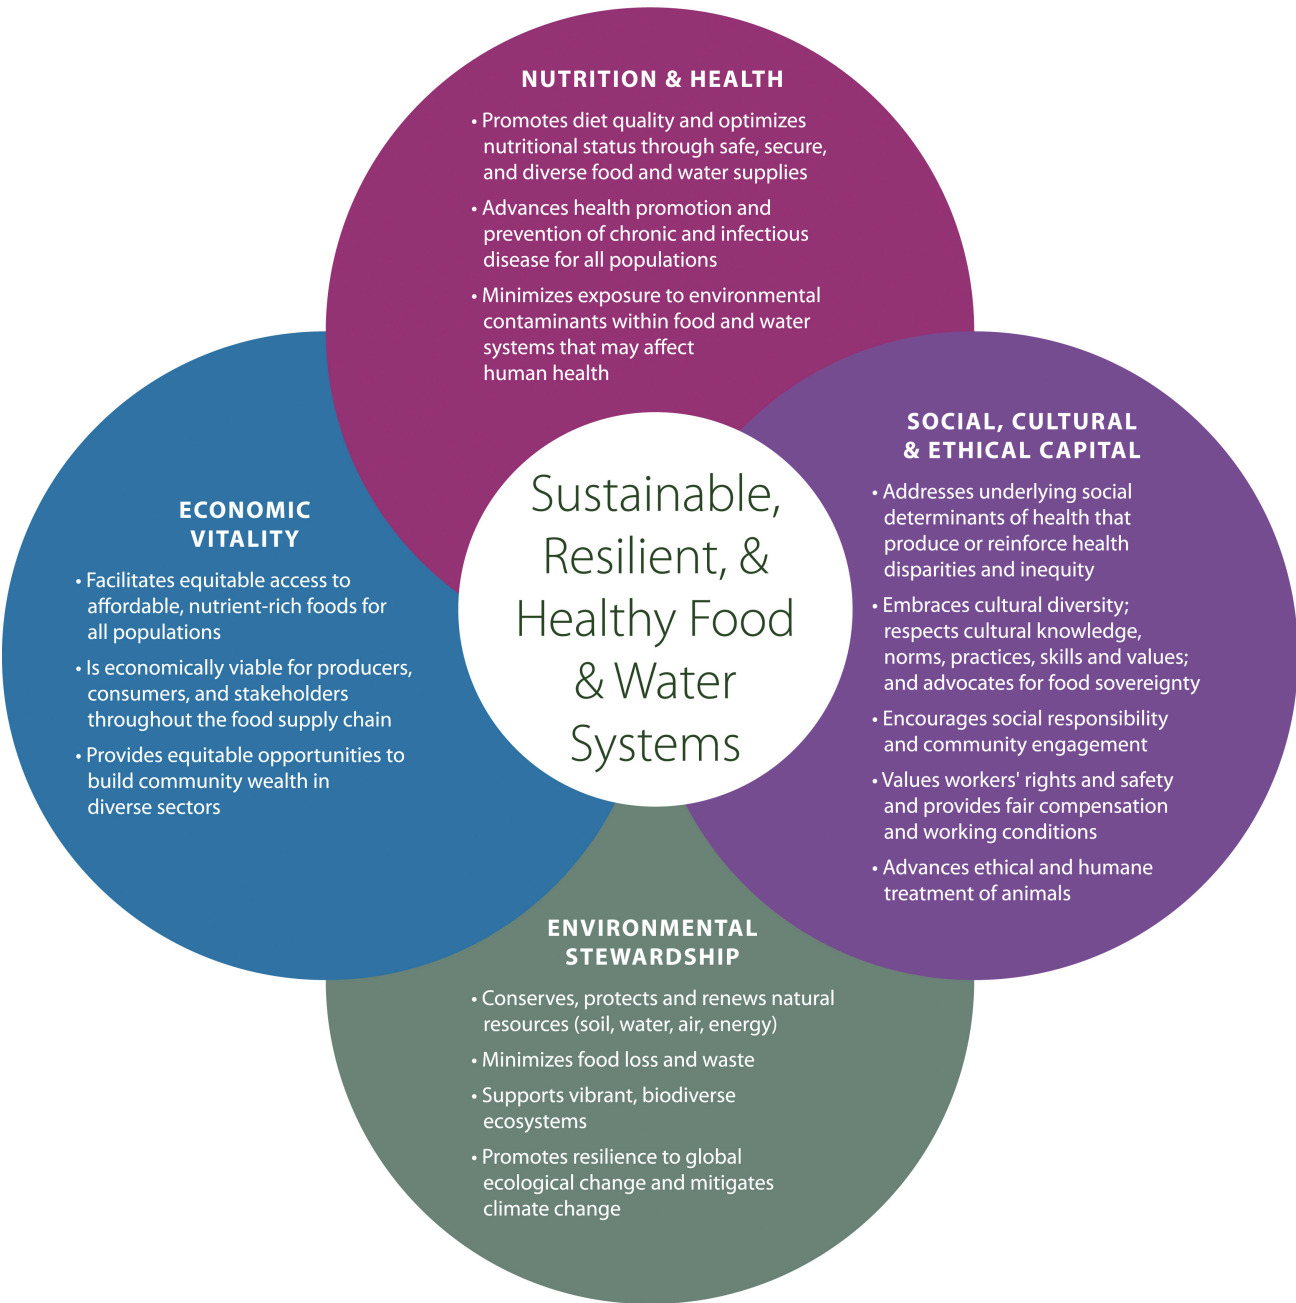 NUTRITION & HEALTH
• Promotes diet quality and optimizes
nutritional status through safe, secure,
and diverse food and water supplies
• Advances health promotion and
prevention of chronic and infectious
disease for all populations
• Minimizes exposure to environmental
contaminants within food and water
systems that may affect
human health
SOCIAL, CULTURAL
& ETHICAL CAPITAL
• Addresses underlying social
determinants of health that
produce or reinforce health
disparities and inequity
• Embraces cultural diversity;
respects cultural knowledge,
norms, practices, skills and values;
and advocates for food sovereignty
• Encourages social responsibility
and community engagement
• Values workers' rights and safety
and provides fair compensation
and working conditions
• Advances ethical and humane
treatment of animals
Sustainable,
Resilient, &
Healthy Food
& Water
Systems
ECONOMIC
VITALITY
• Facilitates equitable access to
affordable, nutrient-rich foods for
all populations
• Is economically viable for producers,
consumers, and stakeholders
throughout the food supply chain
• Provides equitable opportunities to
build community wealth in
diverse sectors
ENVIRONMENTAL
STEWARDSHIP
• Conserves, protects and renews natural
resources (soil, water, air, energy)
• Minimizes food loss and waste
• Supports vibrant, biodiverse
ecosystems
• Promotes resilience to global
ecological change and mitigates
climate change